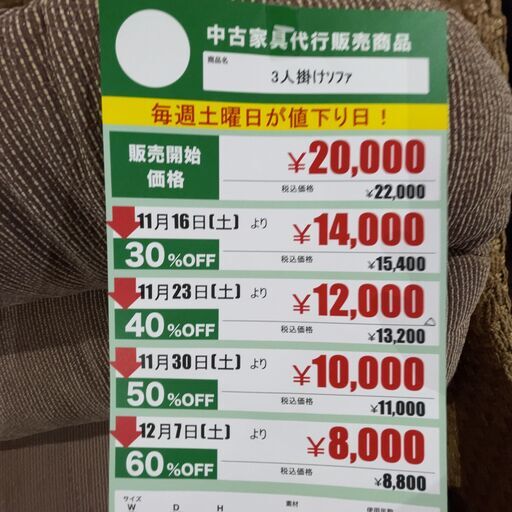 中古家具代行販売商品
商品名
3人掛けソファ
毎週土曜日が値下り日！
販売開始
価格
¥20,000
税込価格 ¥22,000
11月16日(土) より
30%OFF
¥14,000
税込価格 ¥15,400
11月23日(土) より
40%OFF
¥12,000
税込価格 ¥13,200
11月30日(土) より
50%OFF
¥10,000
税込価格 ¥11,000
12月7日(土) より
60%OFF
¥8,000
税込価格 ¥8,800
サイズ 素材 使用年数
W D H